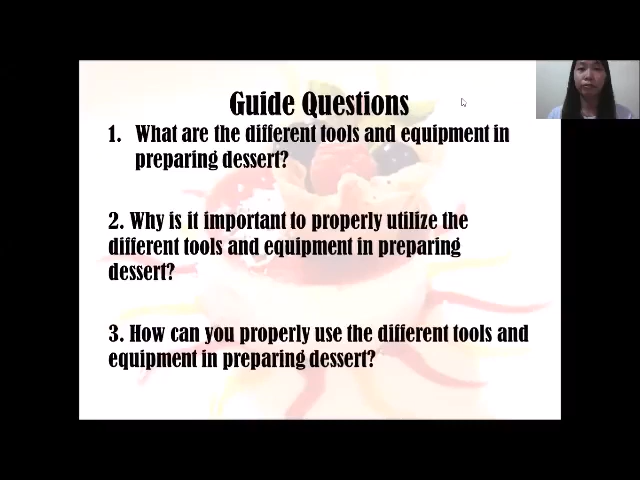 Guide Questions
1. What are the different tools and equipment in
preparing dessert?
2. Why is it important to properly utilize the
different tools and equipment in preparing
dessert?
3. How can you properly use the different tools and
equipment in preparing dessert?